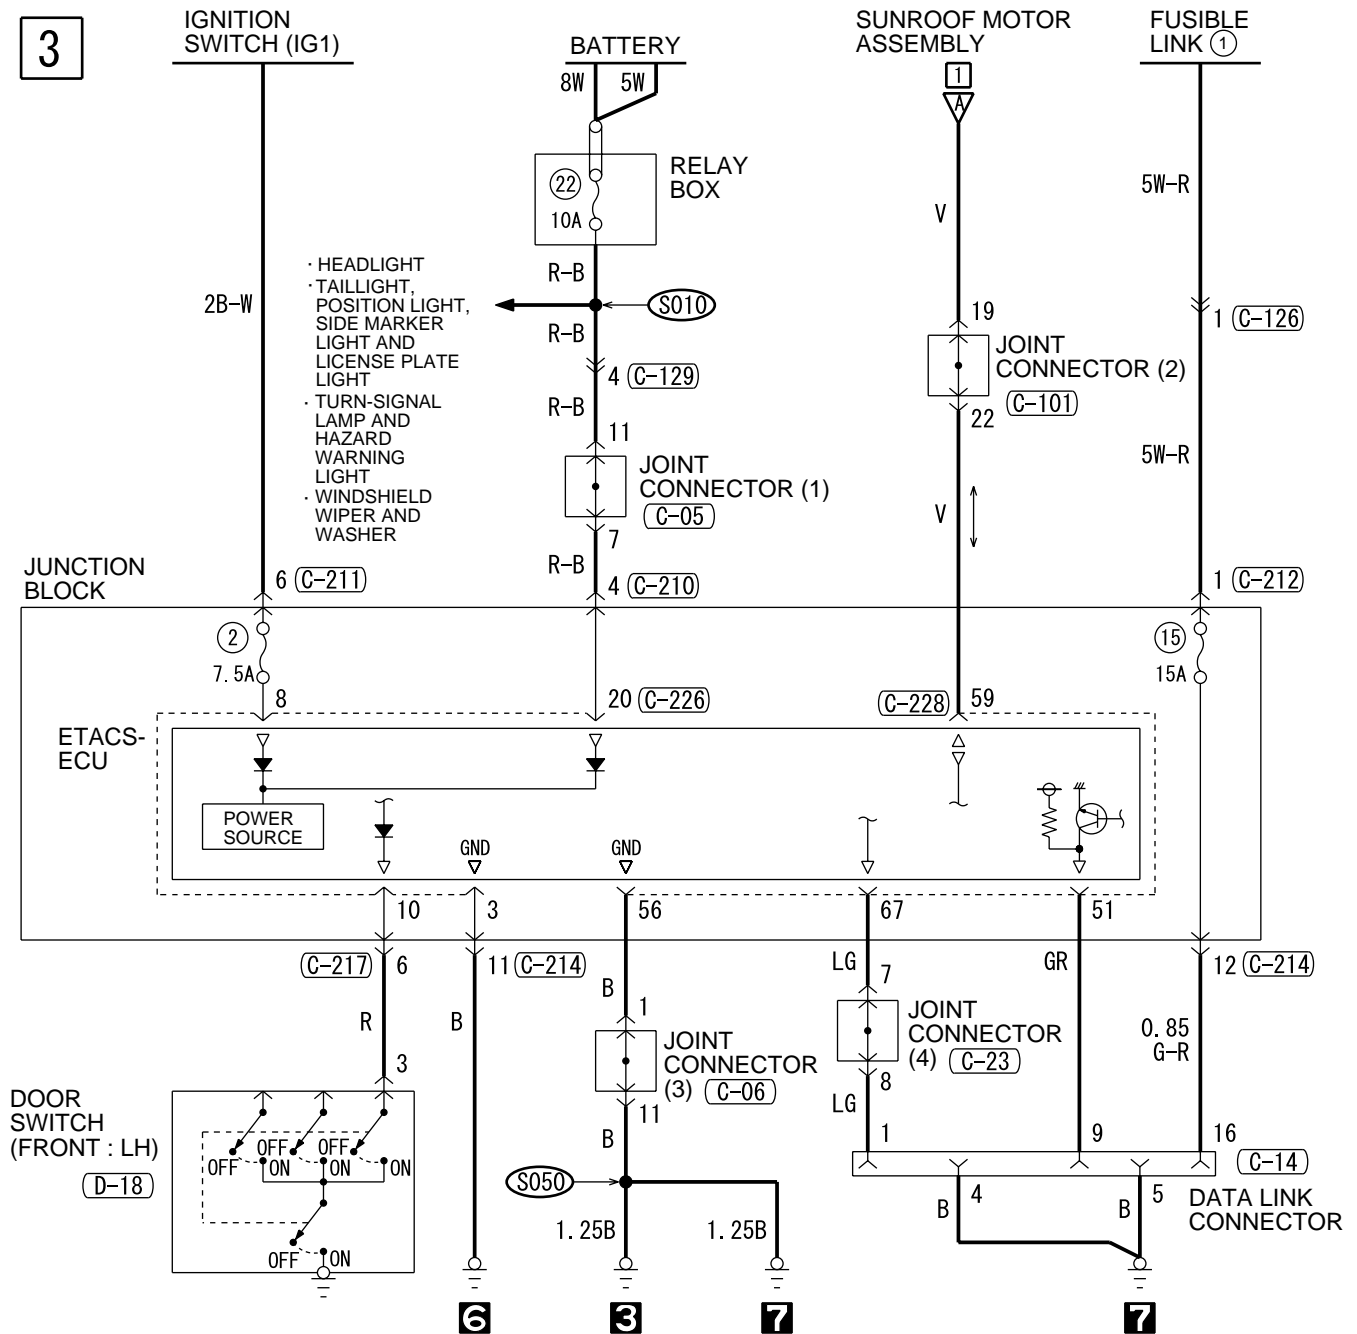 3
IGNITION
SWITCH (IG1)
BATTERY
SUNROOF MOTOR
ASSEMBLY
FUSIBLE
LINK ①
8W
5W
1
A
RELAY
BOX
22
10A
5W-R
V
R-B
2B-W
· HEADLIGHT
· TAILLIGHT,
POSITION LIGHT,
SIDE MARKER
LIGHT AND
LICENSE PLATE
LIGHT
· TURN-SIGNAL
LAMP AND
HAZARD
WARNING
LIGHT
· WINDSHIELD
WIPER AND
WASHER
S010
R-B
4 C-129
R-B
11
JOINT
CONNECTOR (1)
C-05
7
R-B
19
JOINT
CONNECTOR (2)
C-101
22
V
1 C-126
5W-R
JUNCTION
BLOCK
6 C-211
4 C-210
1 C-212
2
7.5A
15
15A
8
20 C-226
C-228 59
ETACS-
ECU
POWER
SOURCE
GND
GND
10
3
56
67
51
C-217 6
11 C-214
12 C-214
R
B
B
1
JOINT
CONNECTOR
(3) C-06
11
B
LG
7
JOINT
CONNECTOR
(4) C-23
8
LG
GR
0.85
G-R
3
DOOR
SWITCH
(FRONT : LH)
D-18
OFF
ON
OFF
ON
OFF
ON
OFF
ON
S050
1.25B
1.25B
1
9
16
C-14
4
5
B
B
DATA LINK
CONNECTOR
6
3
7
7